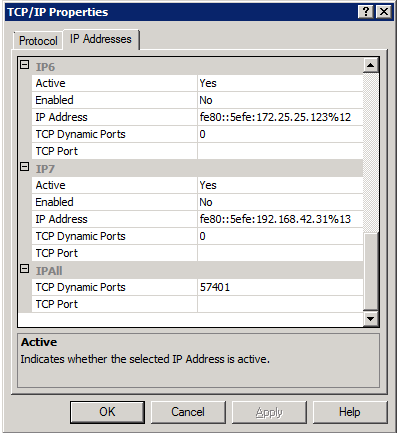 TCP/IP Properties
Protocol IP Addresses
IP6
Active Yes
Enabled No
IP Address fe80::5efe:172.25.25.123%12
TCP Dynamic Ports 0
TCP Port
IP7
Active Yes
Enabled No
IP Address fe80::5efe:192.168.42.31%13
TCP Dynamic Ports 0
TCP Port
IPAll
TCP Dynamic Ports 57401
TCP Port
Active
Indicates whether the selected IP Address is active.
OK Cancel Apply Help